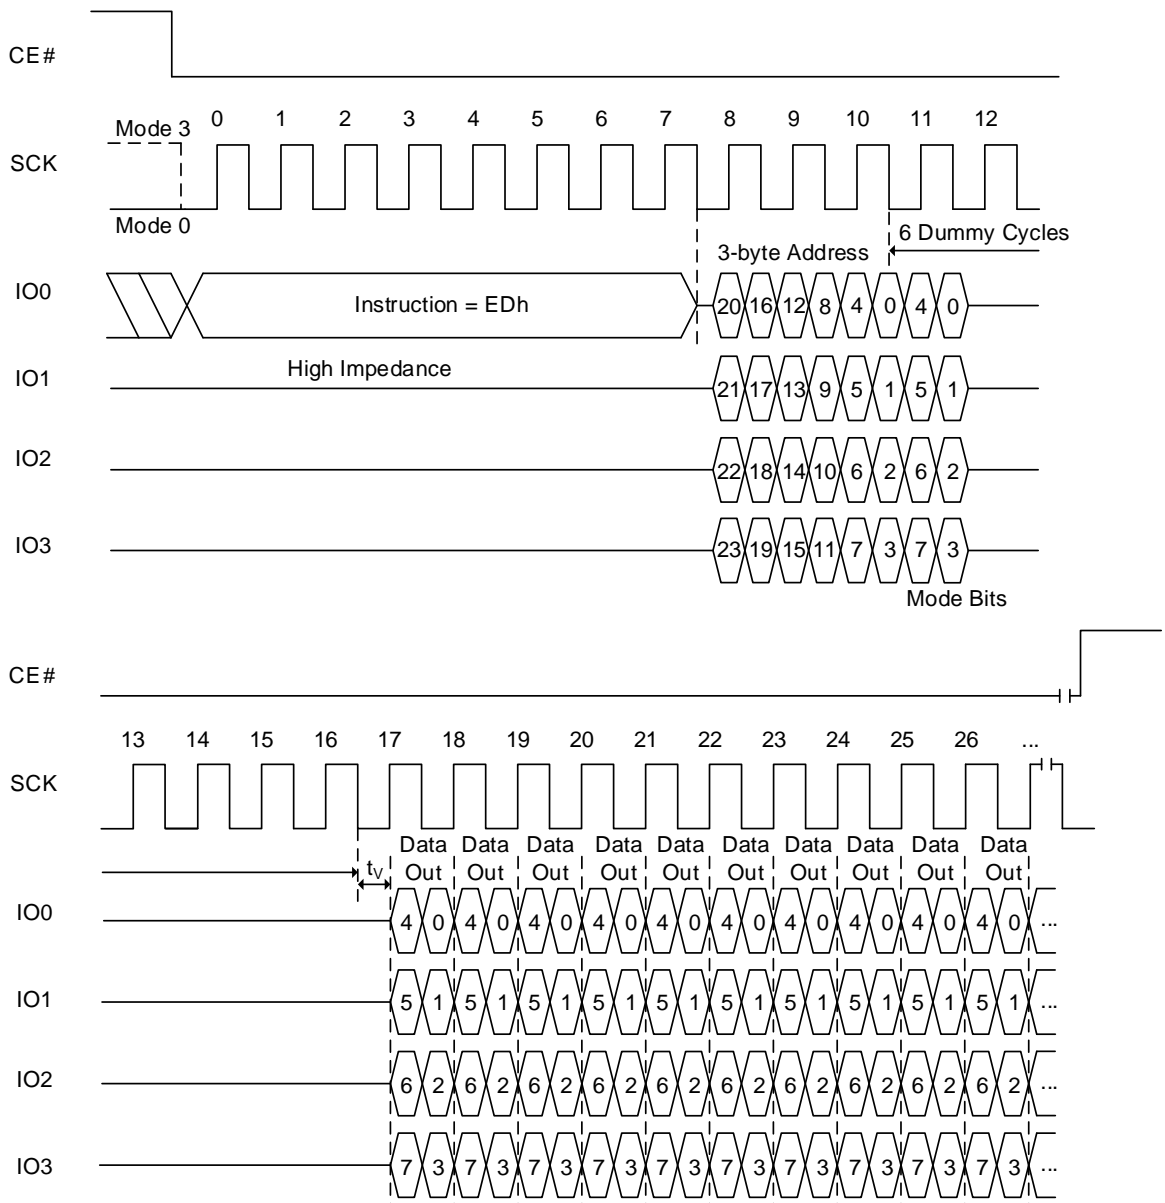 CE#
Mode 3 0 1 2 3 4 5 6 7 8 9 10 11 12
SCK
Mode 0
6 Dummy Cycles
3-byte Address
IO0 Instruction = EDh 20 16 12 8 4 0 4 0
IO1 High Impedance 21 17 13 9 5 1 5 1
IO2 22 18 14 10 6 2 6 2
IO3 23 19 15 11 7 3 7 3
Mode Bits
CE#
13 14 15 16 17 18 19 20 21 22 23 24 25 26 ...
SCK
Data Data Data Data Data Data Data Data Data Data
tV Out Out Out Out Out Out Out Out Out Out
IO0 4 0 4 0 4 0 4 0 4 0 4 0 4 0 4 0 4 0 4 0 ...
IO1 5 1 5 1 5 1 5 1 5 1 5 1 5 1 5 1 5 1 5 1 ...
IO2 6 2 6 2 6 2 6 2 6 2 6 2 6 2 6 2 6 2 6 2 ...
IO3 7 3 7 3 7 3 7 3 7 3 7 3 7 3 7 3 7 3 7 3 ...